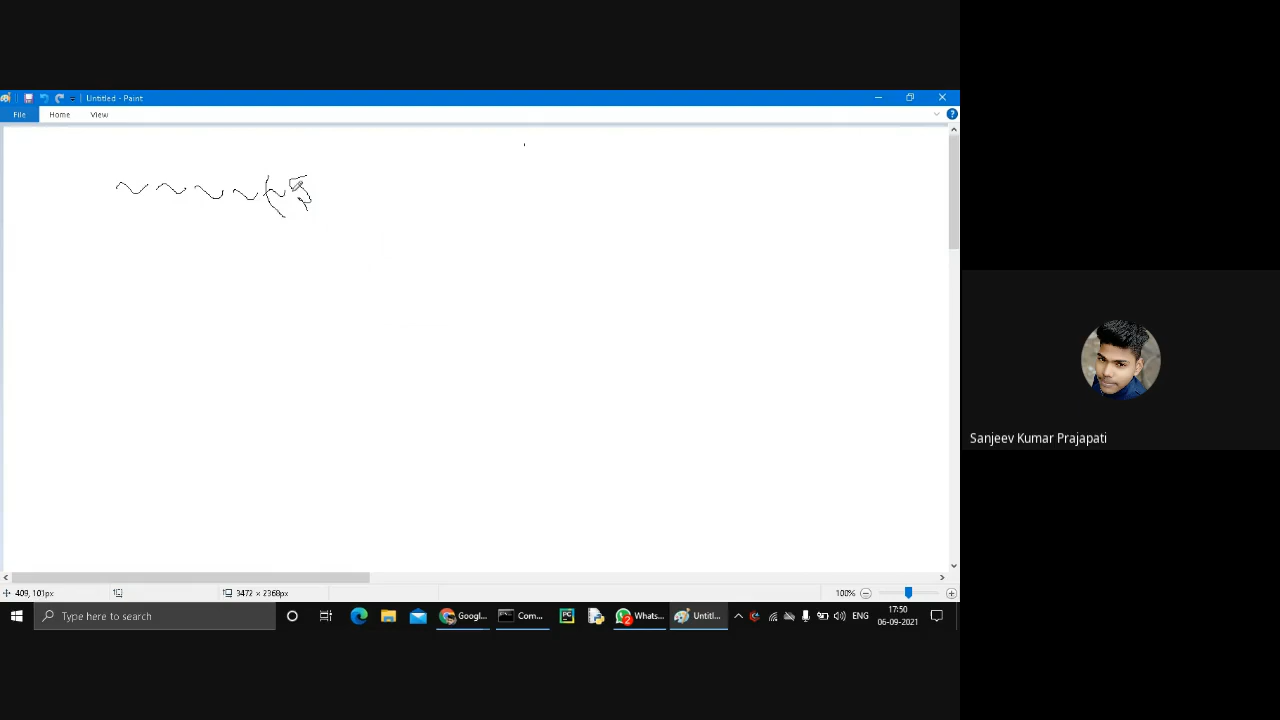 Untitled - Paint
File Home View
Sanjeev Kumar Prajapati
409, 101px 3472 × 2368px 100%
Type here to search Googl... Com... Whats... Untitl... ENG 17:50
06-09-2021